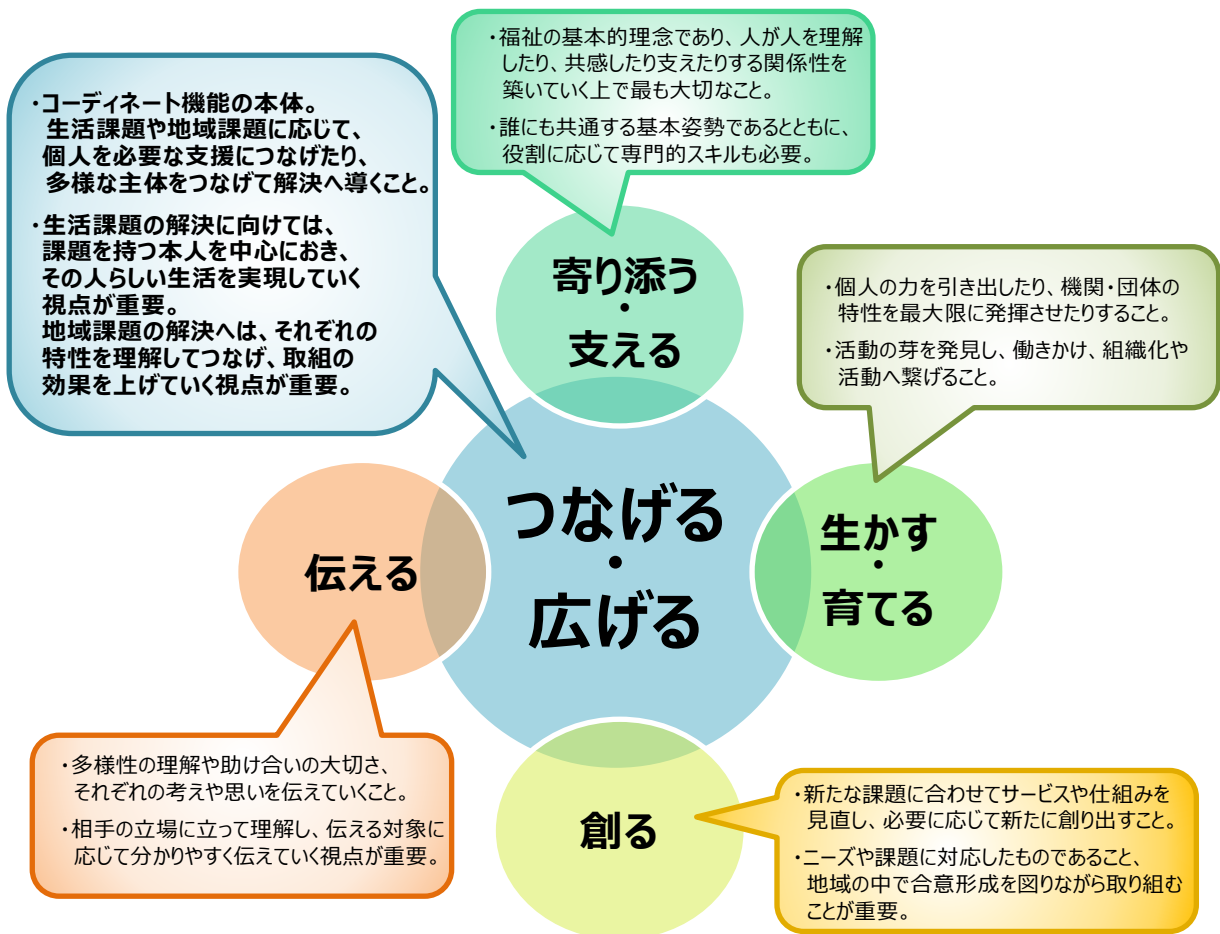 ・福祉の基本的理念であり、人が人を理解
したり、共感したり支えたりする関係性を
築いていく上で最も大切なこと。
・誰にも共通する基本姿勢であるとともに、
役割に応じて専門的スキルも必要。
・コーディネート機能の本体。
生活課題や地域課題に応じて、
個人を必要な支援につなげたり、
多様な主体をつなげて解決へ導くこと。
・生活課題の解決に向けては、
課題を持つ本人を中心におき、
その人らしい生活を実現していく
視点が重要。
地域課題の解決へは、それぞれの
特性を理解してつなげ、取組の
効果を上げていく視点が重要。
寄り添う
・
支える
・個人の力を引き出したり、機関・団体の
特性を最大限に発揮させたりすること。
・活動の芽を発見し、働きかけ、組織化や
活動へ繋げること。
つなげる
・
広げる
伝える
生かす
・
育てる
・多様性の理解や助け合いの大切さ、
それぞれの考えや思いを伝えていくこと。
・相手の立場に立って理解し、伝える対象に
応じて分かりやすく伝えていく視点が重要。
創る
・新たな課題に合わせてサービスや仕組みを
見直し、必要に応じて新たに創り出すこと。
・ニーズや課題に対応したものであること、
地域の中で合意形成を図りながら取り組む
ことが重要。